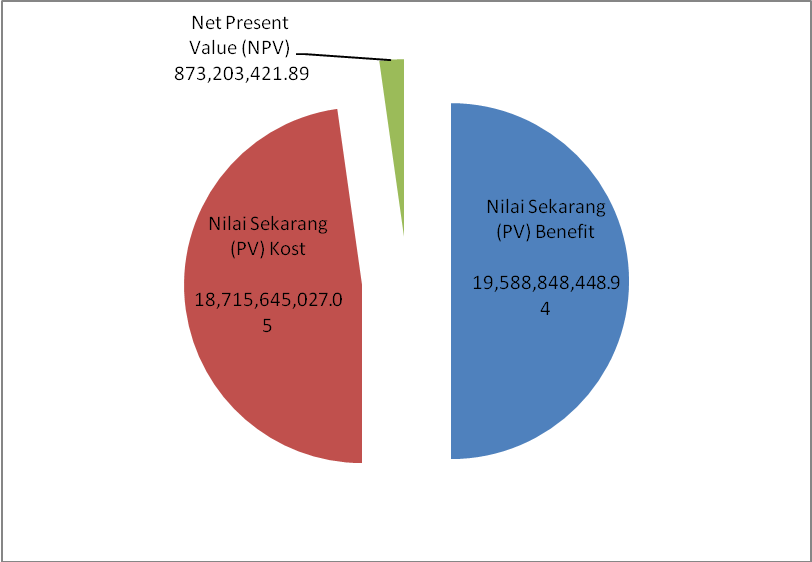 Net Present
Value (NPV)
873,203,421.89
Nilai Sekarang
(PV) Kost
18,715,645,027.0
5
Nilai Sekarang
(PV) Benefit
19,588,848,448.9
4